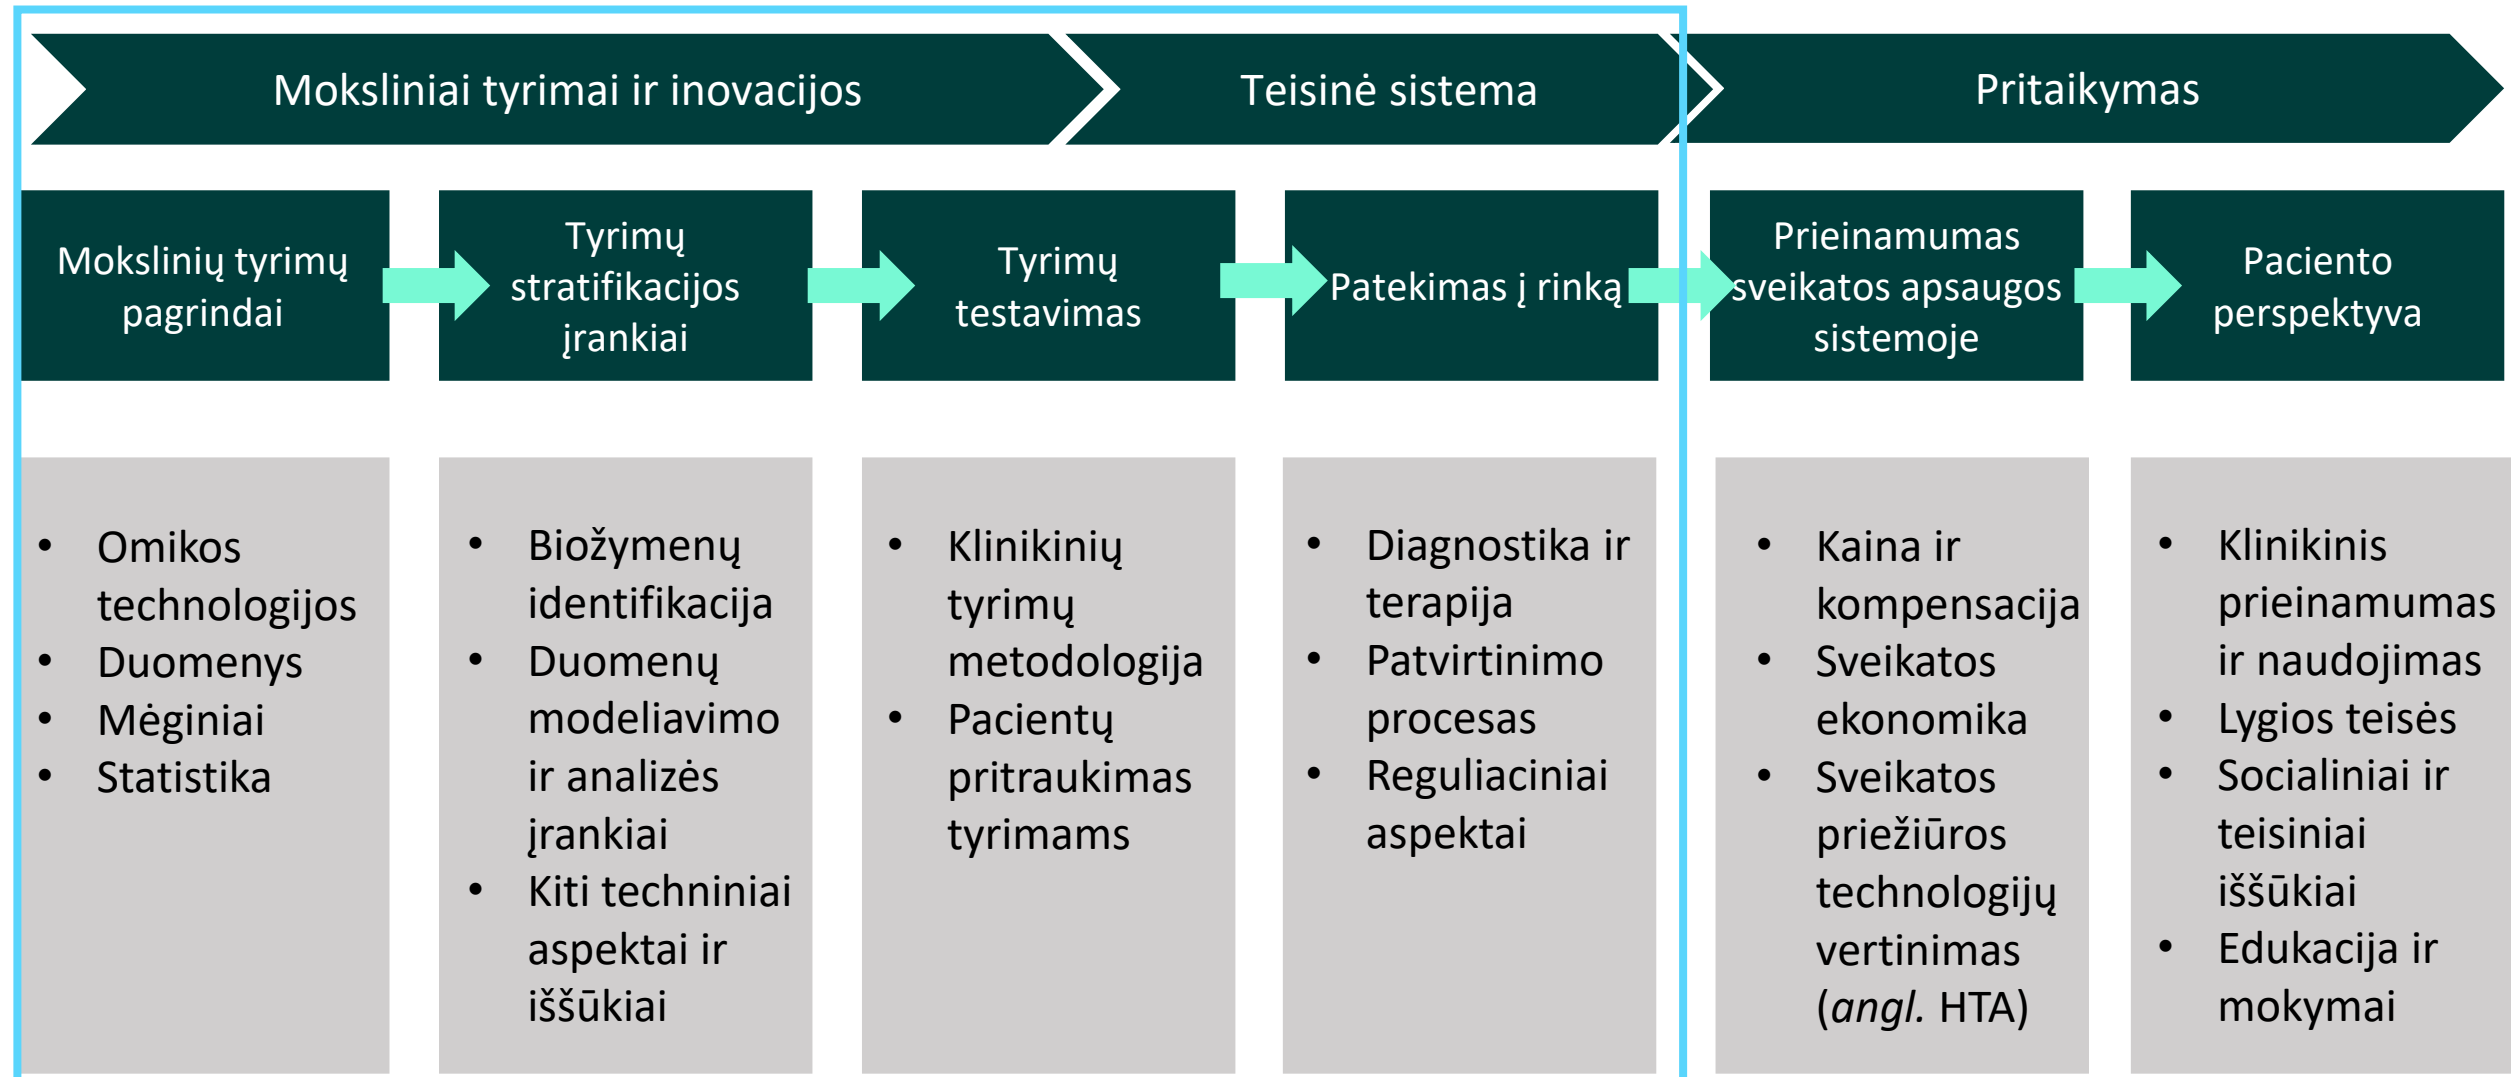 Moksliniai tyrimai ir inovacijos
Teisinė sistema
Pritaikymas
Mokslinių tyrimų
pagrindai
Tyrimų
stratifikacijos
įrankiai
Tyrimų
testavimas
Patekimas į rinką
Prieinamumas
sveikatos apsaugos
sistemoje
Paciento
perspektyva
• Omikos
technologijos
• Duomenys
• Mėginiai
• Statistika
• Biožymenų
identifikacija
• Duomenų
modeliavimo
ir analizės
įrankiai
• Kiti techniniai
aspektai ir
iššūkiai
• Klinikinių
tyrimų
metodologija
• Pacientų
pritraukimas
tyrimams
• Diagnostika ir
terapija
• Patvirtinimo
procesas
• Reguliaciniai
aspektai
• Kaina ir
kompensacija
• Sveikatos
ekonomika
• Sveikatos
priežiūros
technologijų
vertinimas
(angl. HTA)
• Klinikinis
prieinamumas
ir naudojimas
• Lygios teisės
• Socialiniai ir
teisiniai
iššūkiai
• Edukacija ir
mokymai